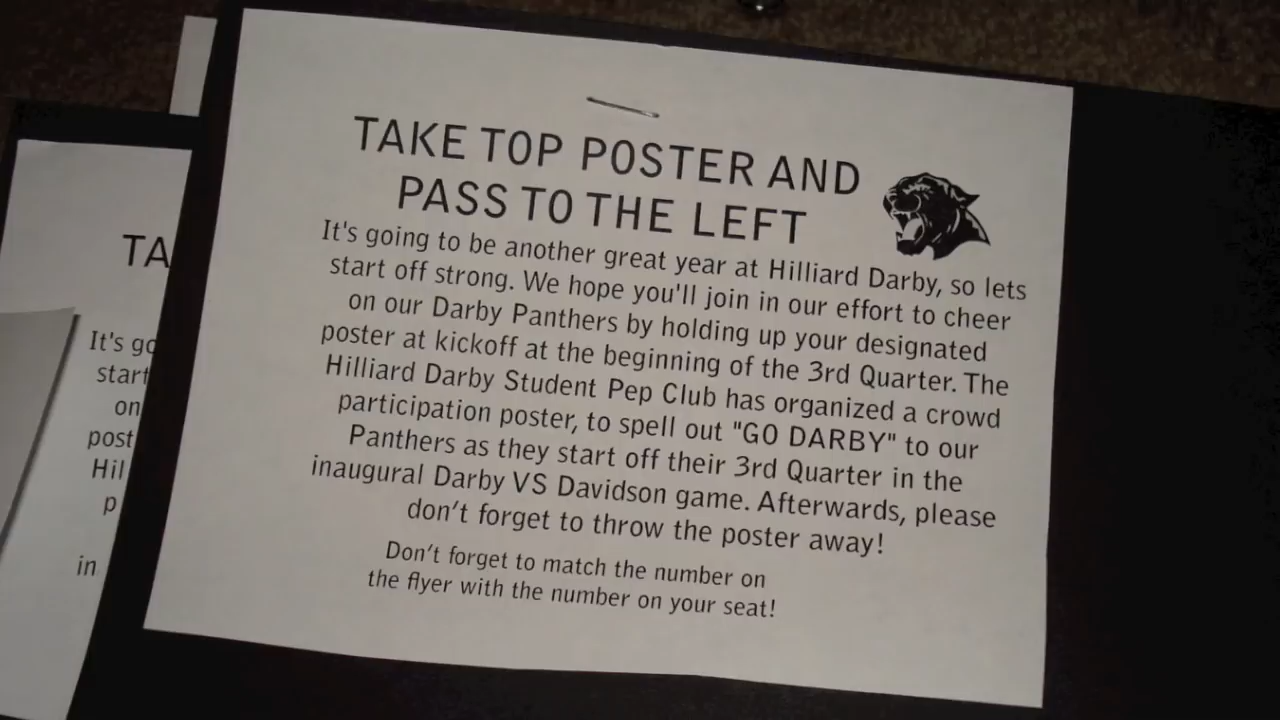 TAKE TOP POSTER AND
PASS TO THE LEFT
It's going to be another great year at Hilliard Darby, so lets
start off strong. We hope you'll join in our effort to cheer
on our Darby Panthers by holding up your designated
poster at kickoff at the beginning of the 3rd Quarter. The
Hilliard Darby Student Pep Club has organized a crowd
participation poster, to spell out "GO DARBY" to our
Panthers as they start off their 3rd Quarter in the
inaugural Darby VS Davidson game. Afterwards, please
don't forget to throw the poster away!
Don't forget to match the number on
the flyer with the number on your seat!
TA
It's go
start
on
post
Hil
p
in